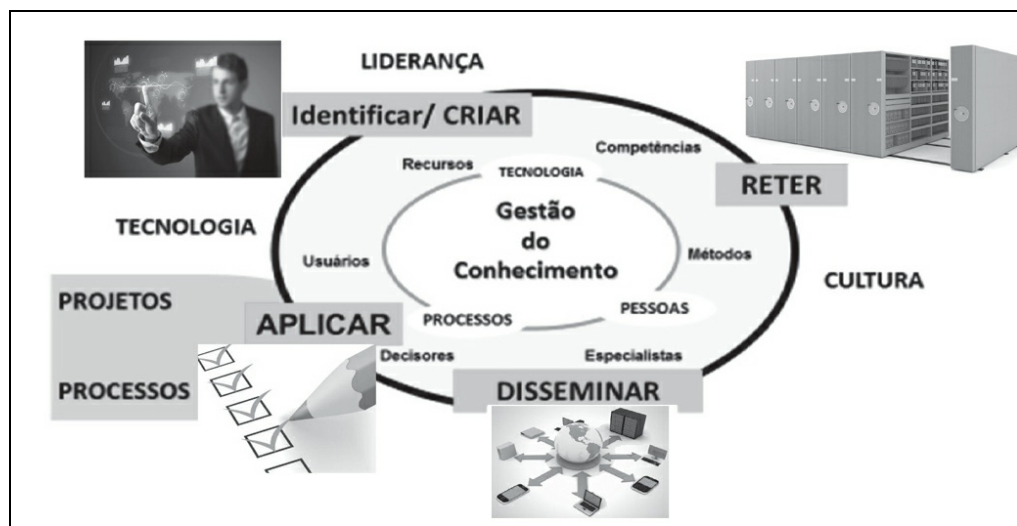 LIDERANÇA
Identificar/ CRIAR
Competências
Recursos
TECNOLOGIA
RETER
Gestão
do
Conhecimento
TECNOLOGIA
Usuários
Métodos
CULTURA
PROJETOS
APLICAR
PROCESSOS
PESSOAS
Decisores
Especialistas
PROCESSOS
DISSEMINAR